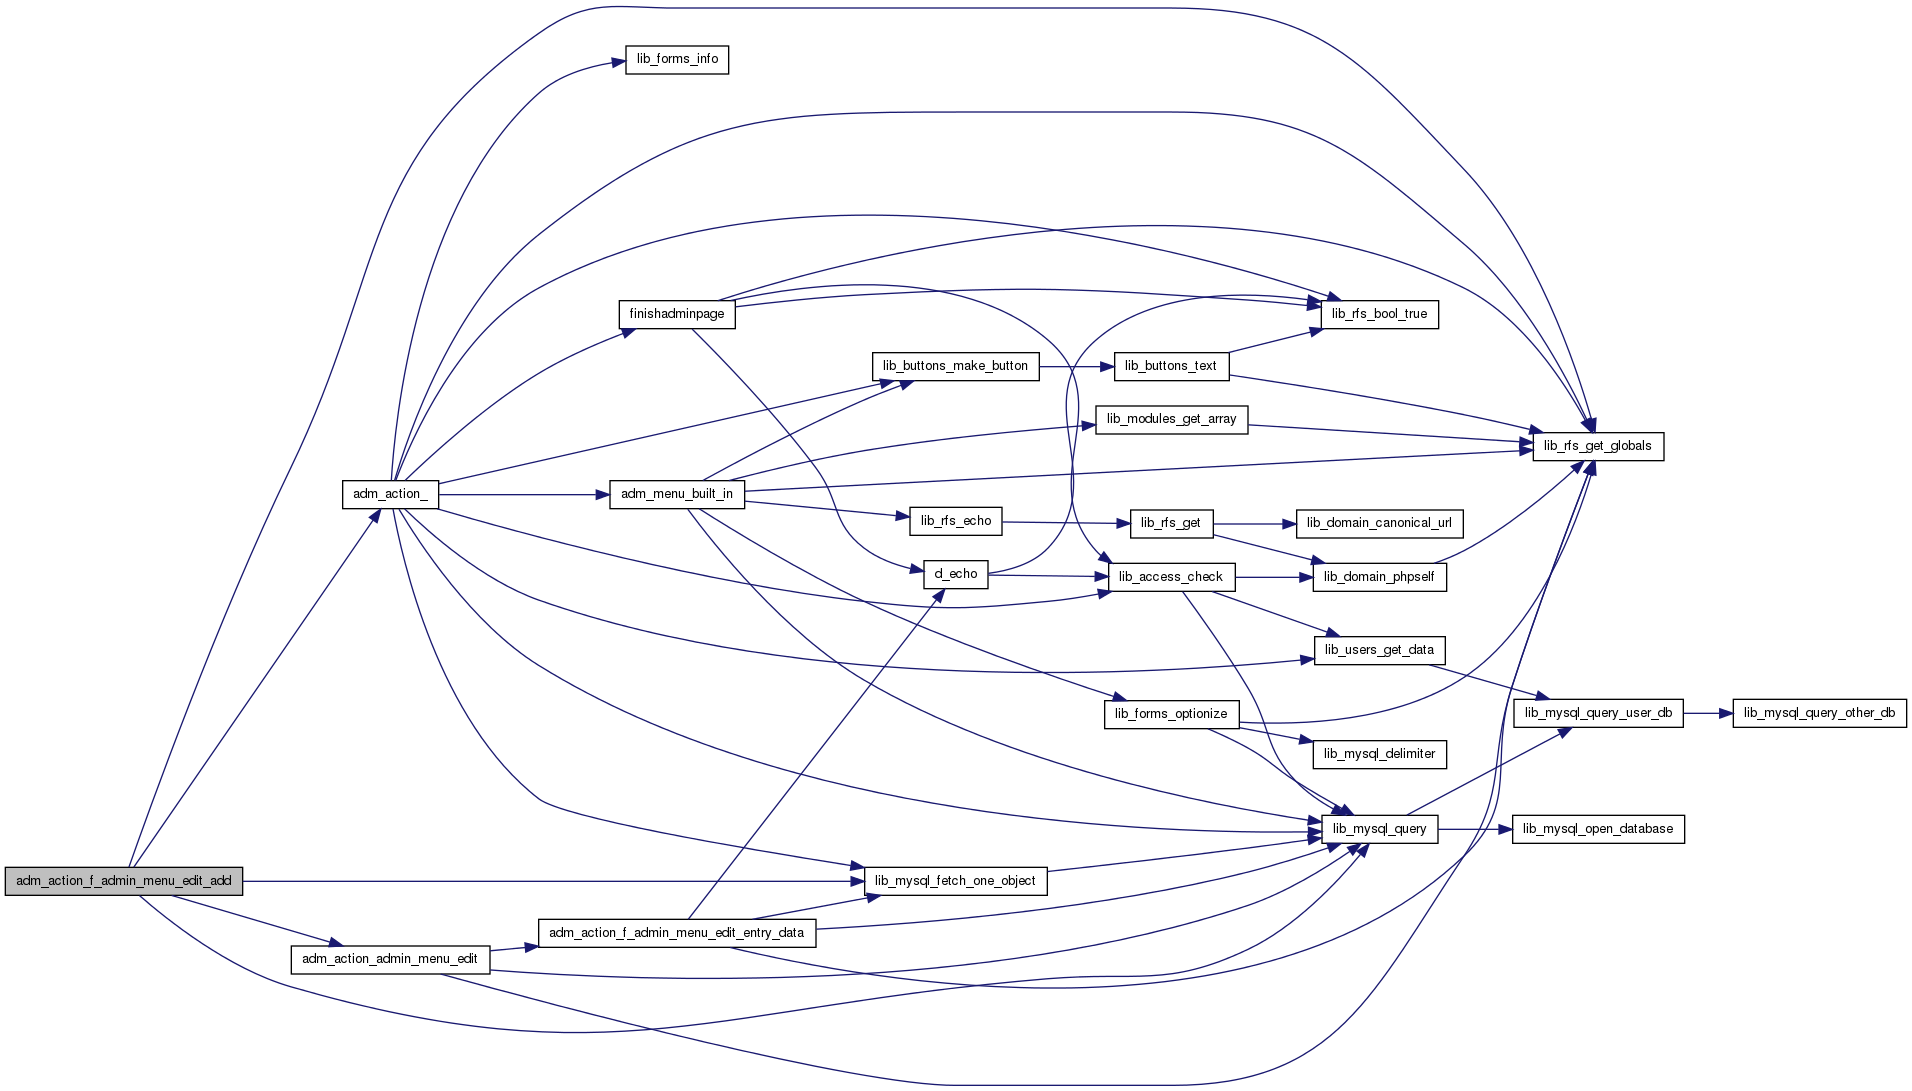 lib_forms_info
finishadminpage
lib_rfs_bool_true
lib_buttons_make_button
lib_buttons_text
lib_modules_get_array
lib_rfs_get_globals
adm_action_
adm_menu_built_in
lib_rfs_echo
lib_rfs_get
lib_domain_canonical_url
d_echo
lib_access_check
lib_domain_phpself
lib_users_get_data
lib_forms_optionize
lib_mysql_query_user_db
lib_mysql_query_other_db
lib_mysql_delimiter
lib_mysql_query
lib_mysql_open_database
adm_action_f_admin_menu_edit_add
lib_mysql_fetch_one_object
adm_action_f_admin_menu_edit_entry_data
adm_action_admin_menu_edit